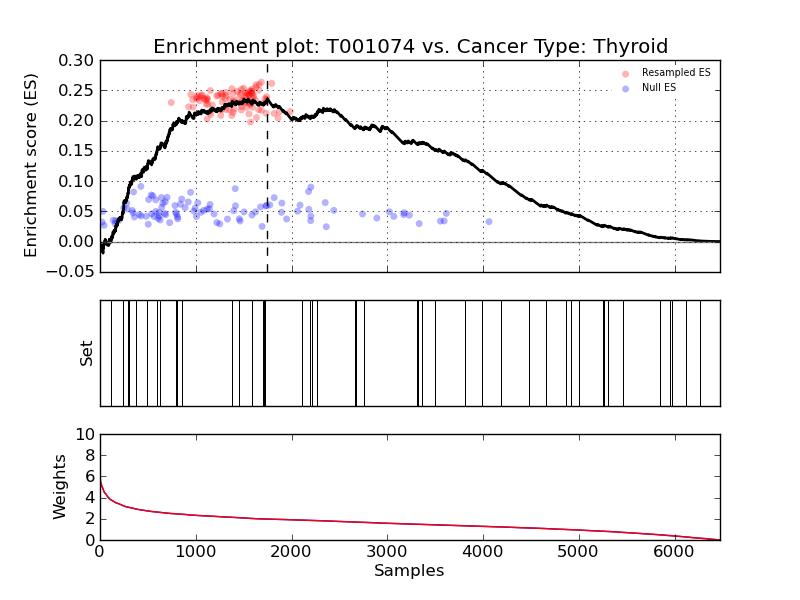 Enrichment plot: T001074 vs. Cancer Type: Thyroid
Enrichment score (ES)
0.30
0.25
0.20
0.15
0.10
0.05
0.00
−0.05
Resampled ES
Null ES
Set
Weights
10
8
6
4
2
0
0 1000 2000 3000 4000 5000 6000
Samples